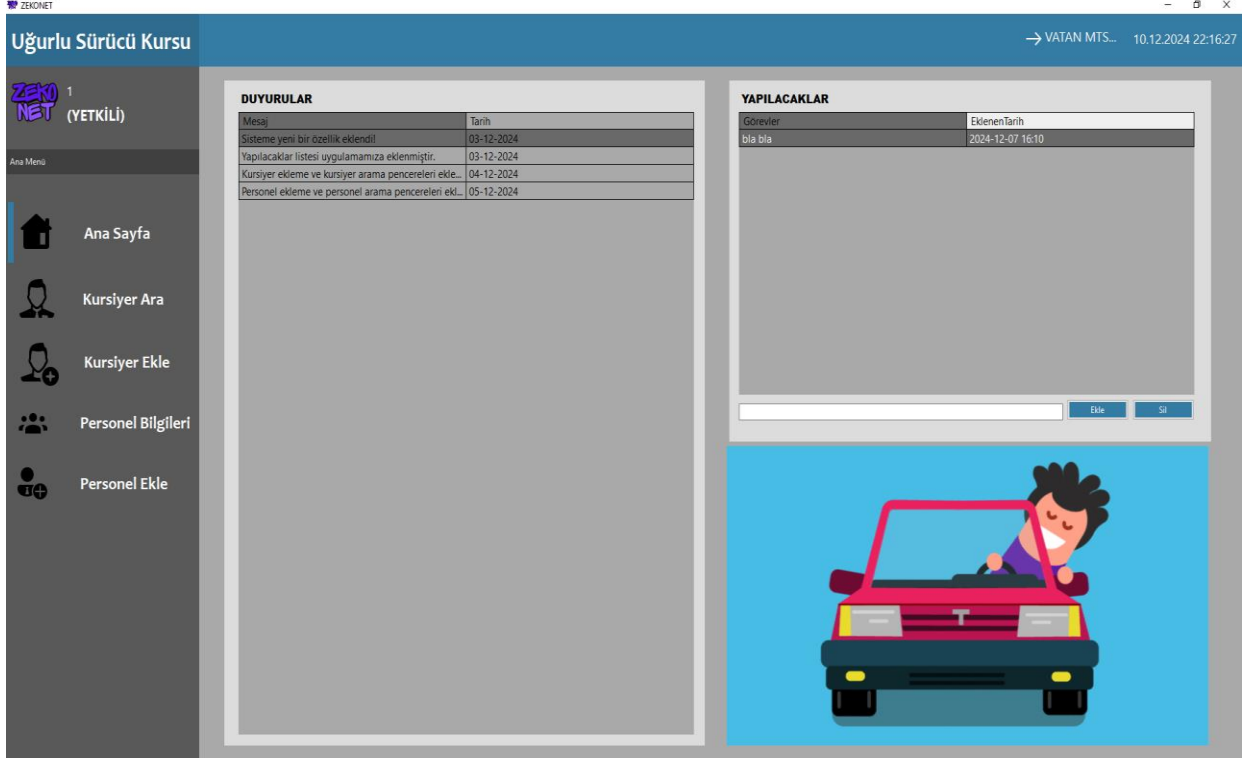 ZEKONET
Uğurlu Sürücü Kursu
VATAN MTS... 10.12.2024 22:16:27
ZEKO
NET
1
(YETKİLİ)
Ana Menü
Ana Sayfa
Kursiyer Ara
Kursiyer Ekle
Personel Bilgileri
Personel Ekle
DUYURULAR
Mesaj Tarih
Sisteme yeni bir özellik eklendi! 03-12-2024
Yapılacaklar listesi uygulamamıza eklenmiştir. 03-12-2024
Kursiyer ekleme ve kursiyer arama pencereleri ekle... 04-12-2024
Personel ekleme ve personel arama pencereleri ekl... 05-12-2024
YAPILACAKLAR
Görevler EklenenTarih
bla bla 2024-12-07 16:10
Ekle Sil
T